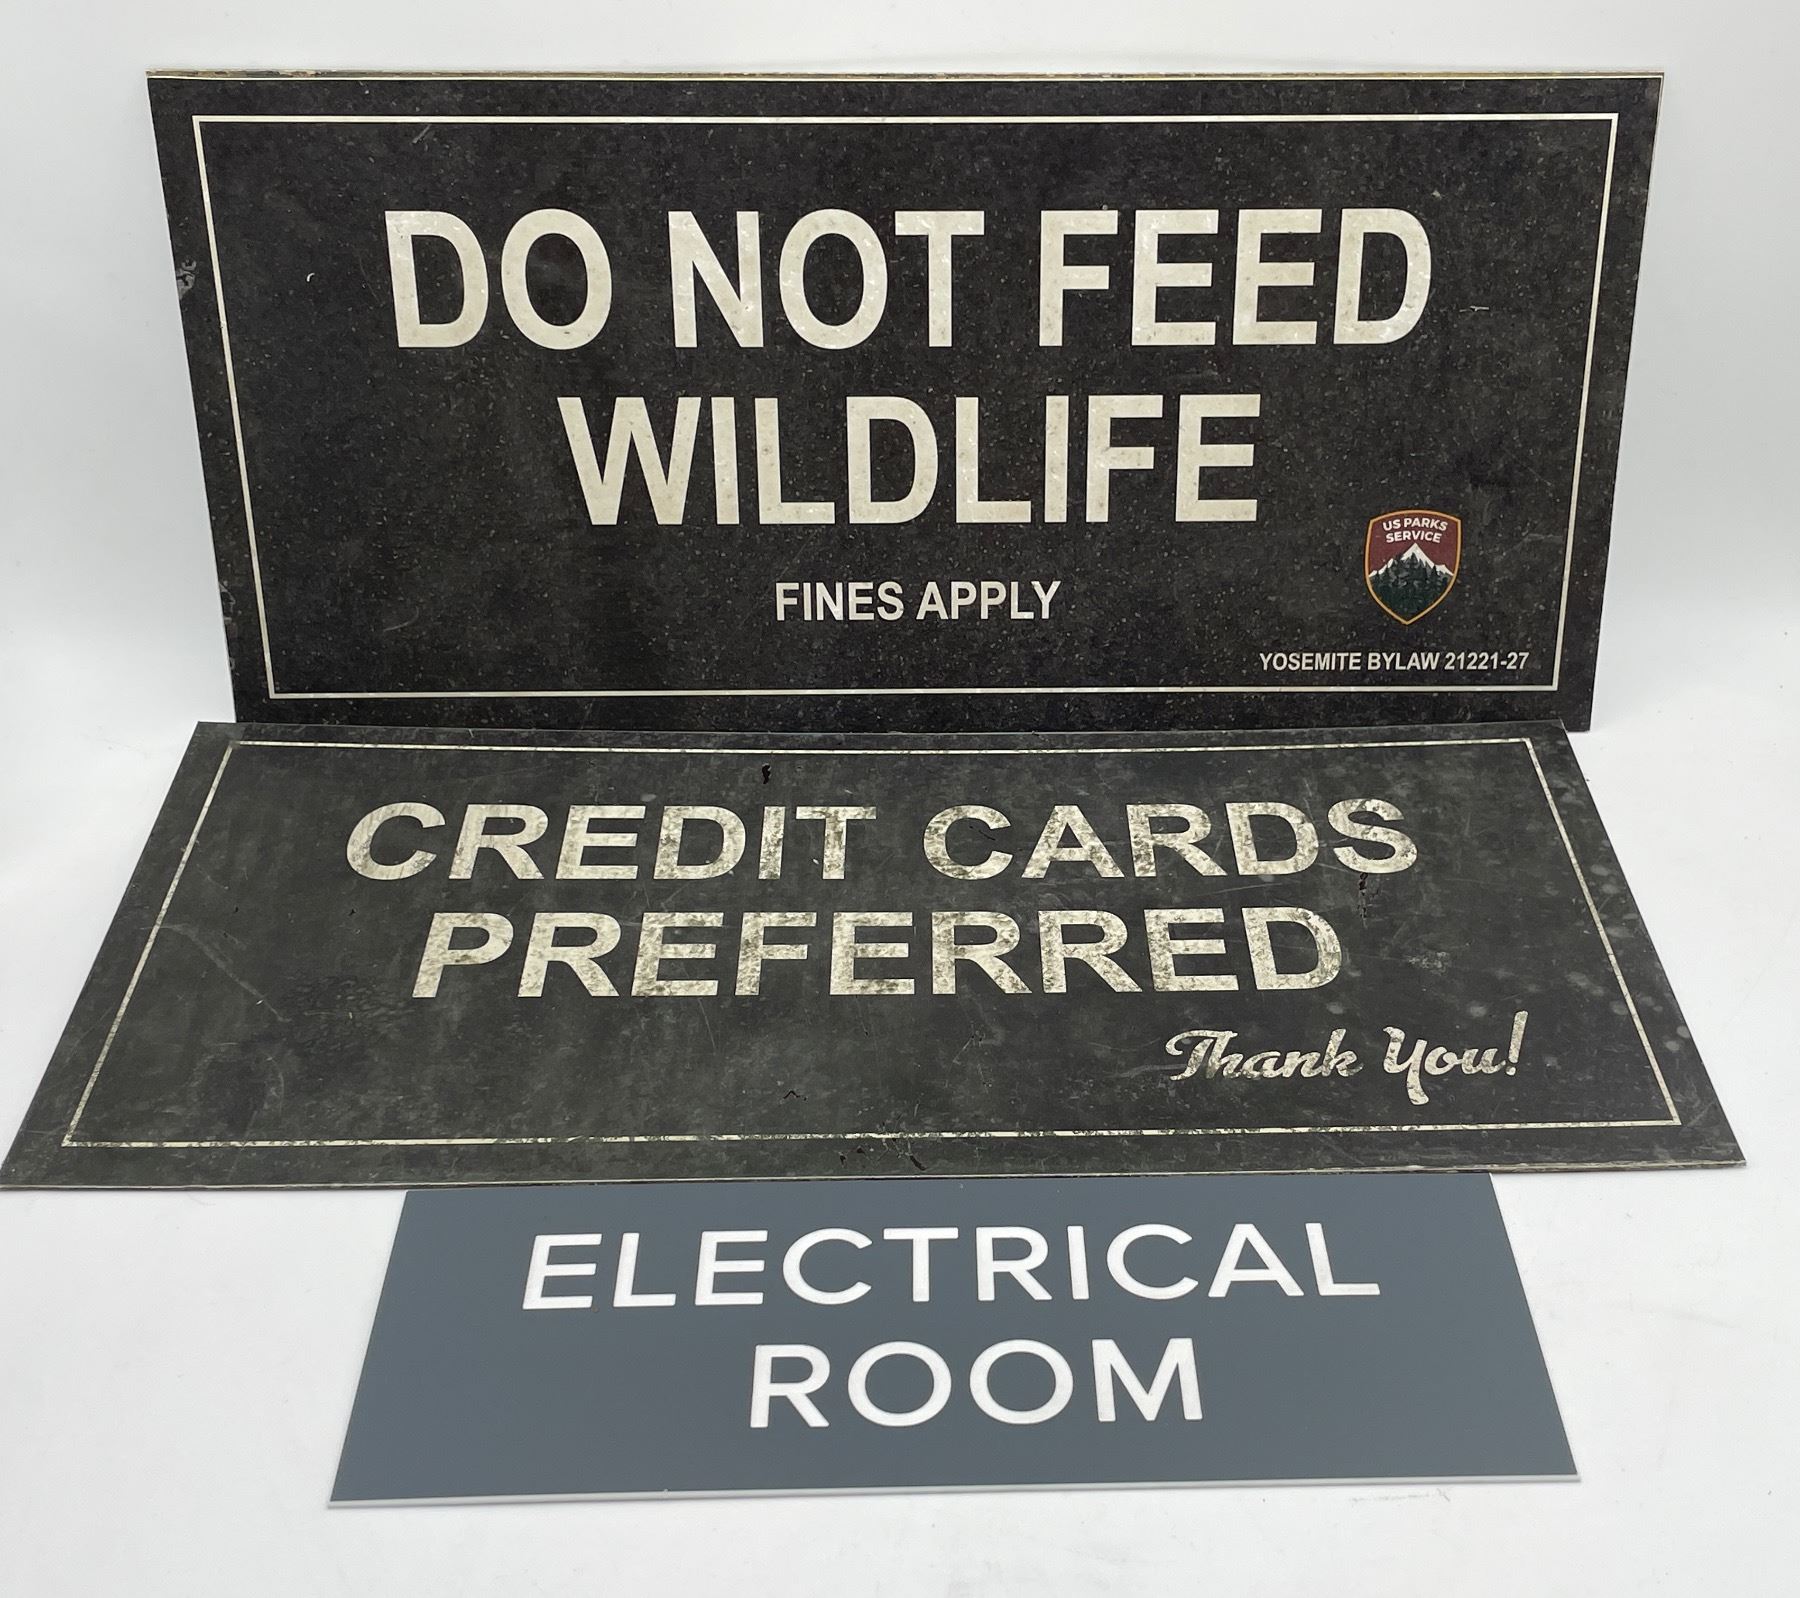 DO NOT FEED
WILDLIFE
FINES APPLY
US PARKS
SERVICE
YOSEMITE BYLAW 21221-27
CREDIT CARDS
PREFERRED
Thank You!
ELECTRICAL
ROOM